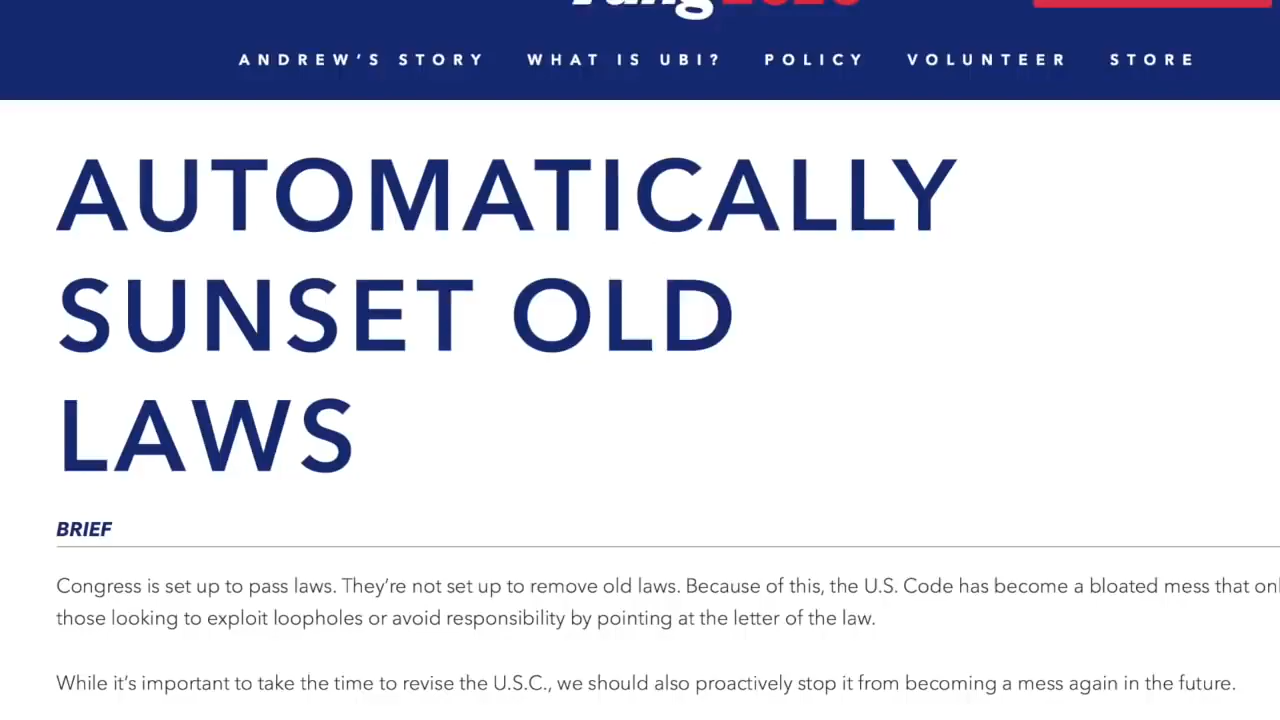 ANDREW'S STORY WHAT IS UBI? POLICY VOLUNTEER STORE
AUTOMATICALLY
SUNSET OLD
LAWS
BRIEF
Congress is set up to pass laws. They're not set up to remove old laws. Because of this, the U.S. Code has become a bloated mess that
those looking to exploit loopholes or avoid responsibility by pointing at the letter of the law.
While it's important to take the time to revise the U.S.C., we should also proactively stop it from becoming a mess again in the future.